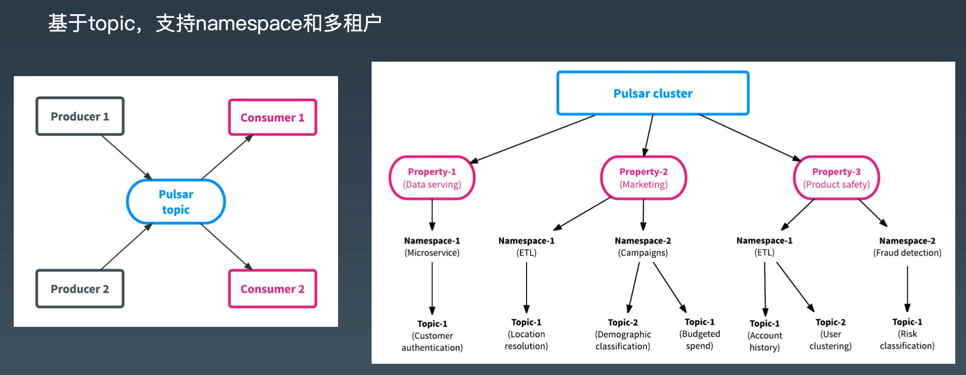 基于topic，支持namespace和多租户
Producer 1
Consumer 1
Pulsar
topic
Producer 2
Consumer 2
Pulsar cluster
Property-1
(Data serving)
Property-2
(Marketing)
Property-3
(Product safety)
Namespace-1
(Microservice)
Namespace-1
(ETL)
Namespace-2
(Campaigns)
Namespace-1
(ETL)
Namespace-2
(Fraud detection)
Topic-1
(Customer
authentication)
Topic-1
(Location
resolution)
Topic-2
(Demographic
classification)
Topic-1
(Budgeted
spend)
Topic-1
(Account
history)
Topic-2
(User
clustering)
Topic-1
(Risk
classification)